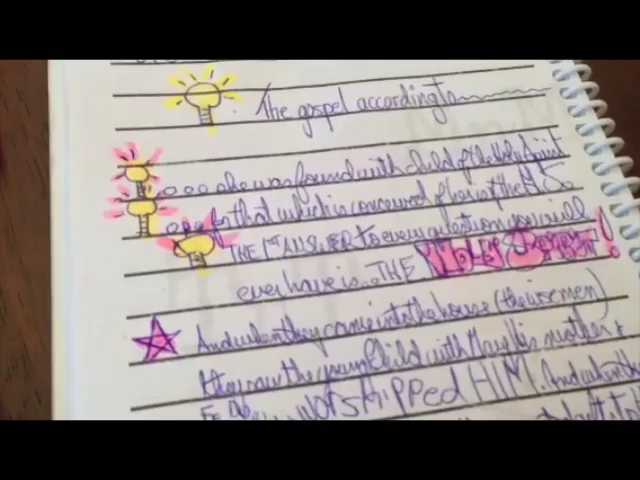 The gospel according to
... she was found with child of the Holy Spirit
... for that which is conceived of her is of the H.S.
THE 1ST ANSWER to every question you will
ever have is... THE HOLY SPIRIT!
And when they came into the house (the wise men)
they saw the young Child with Mary His mother &
WORSHIPPED HIM. And when th